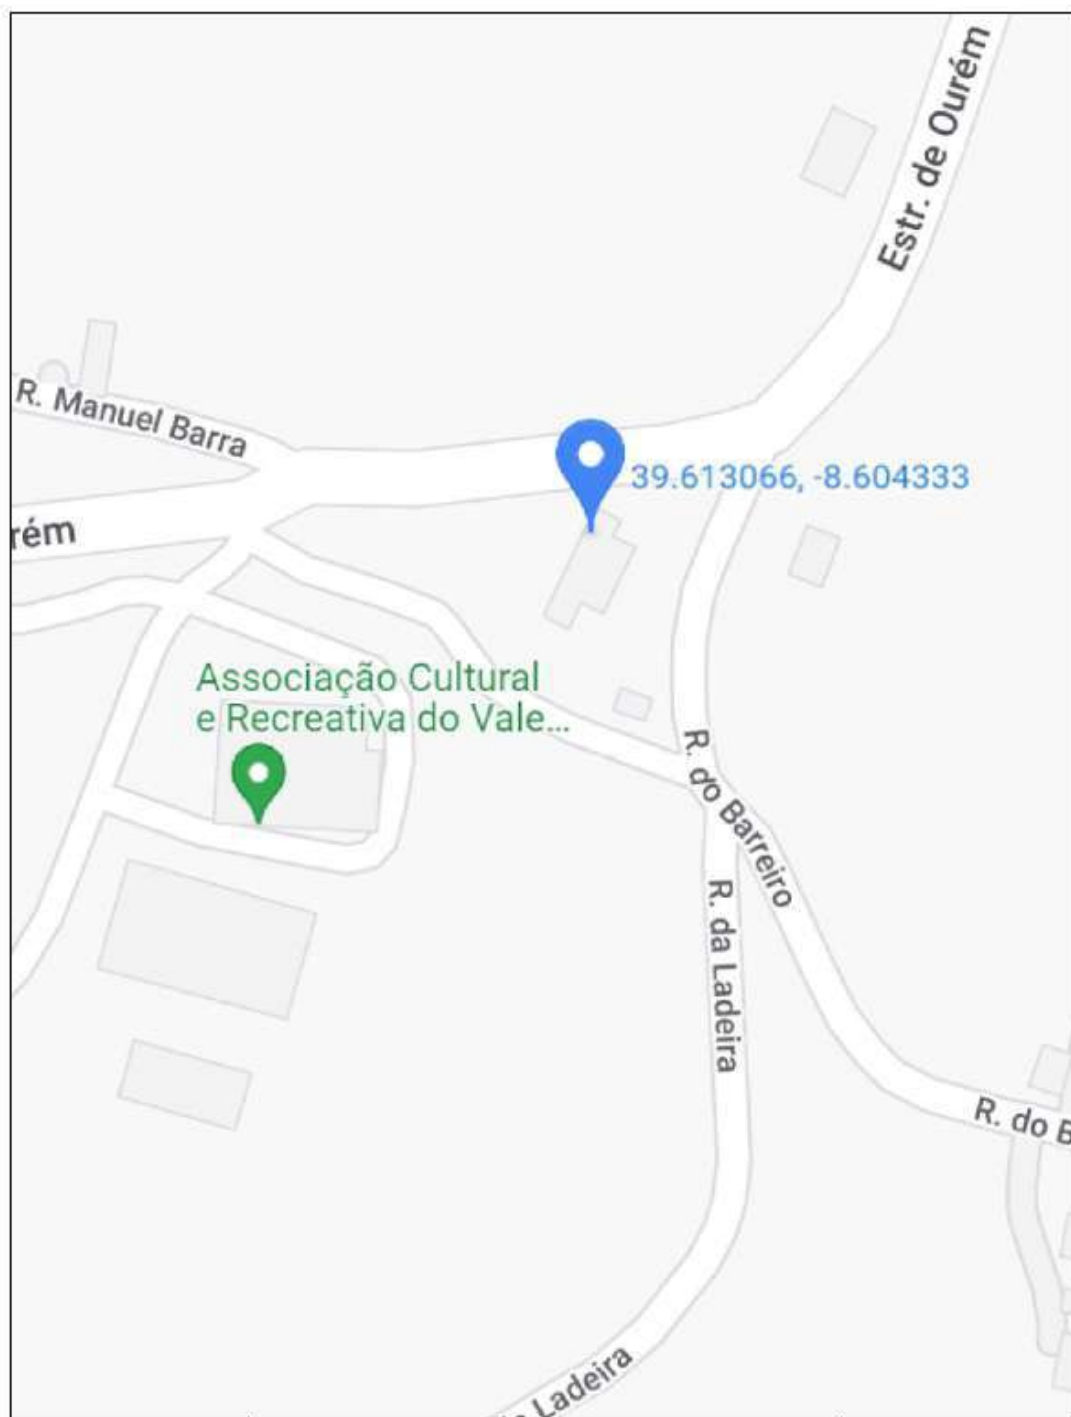 Estr. de Ourém
R. Manuel Barra
39.613066, -8.604333
rém
Associação Cultural
e Recreativa do Vale...
R. do Barreiro
R. da Ladeira
R. do B
Ladeira